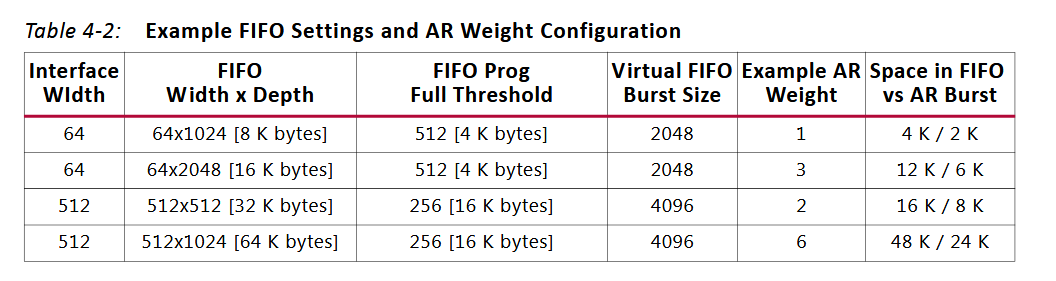 Table 4-2: Example FIFO Settings and AR Weight Configuration
Interface WIdth FIFO Width x Depth FIFO Prog Full Threshold Virtual FIFO Burst Size Example AR Weight Space in FIFO vs AR Burst
64 64x1024 [8 K bytes] 512 [4 K bytes] 2048 1 4 K / 2 K
64 64x2048 [16 K bytes] 512 [4 K bytes] 2048 3 12 K / 6 K
512 512x512 [32 K bytes] 256 [16 K bytes] 4096 2 16 K / 8 K
512 512x1024 [64 K bytes] 256 [16 K bytes] 4096 6 48 K / 24 K